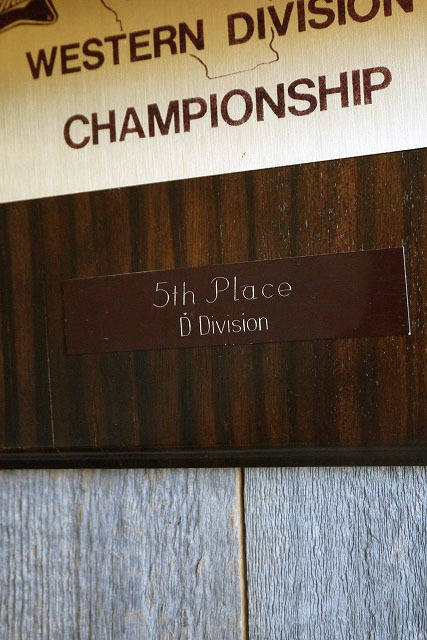 WESTERN DIVISION
CHAMPIONSHIP
5th Place
D Division